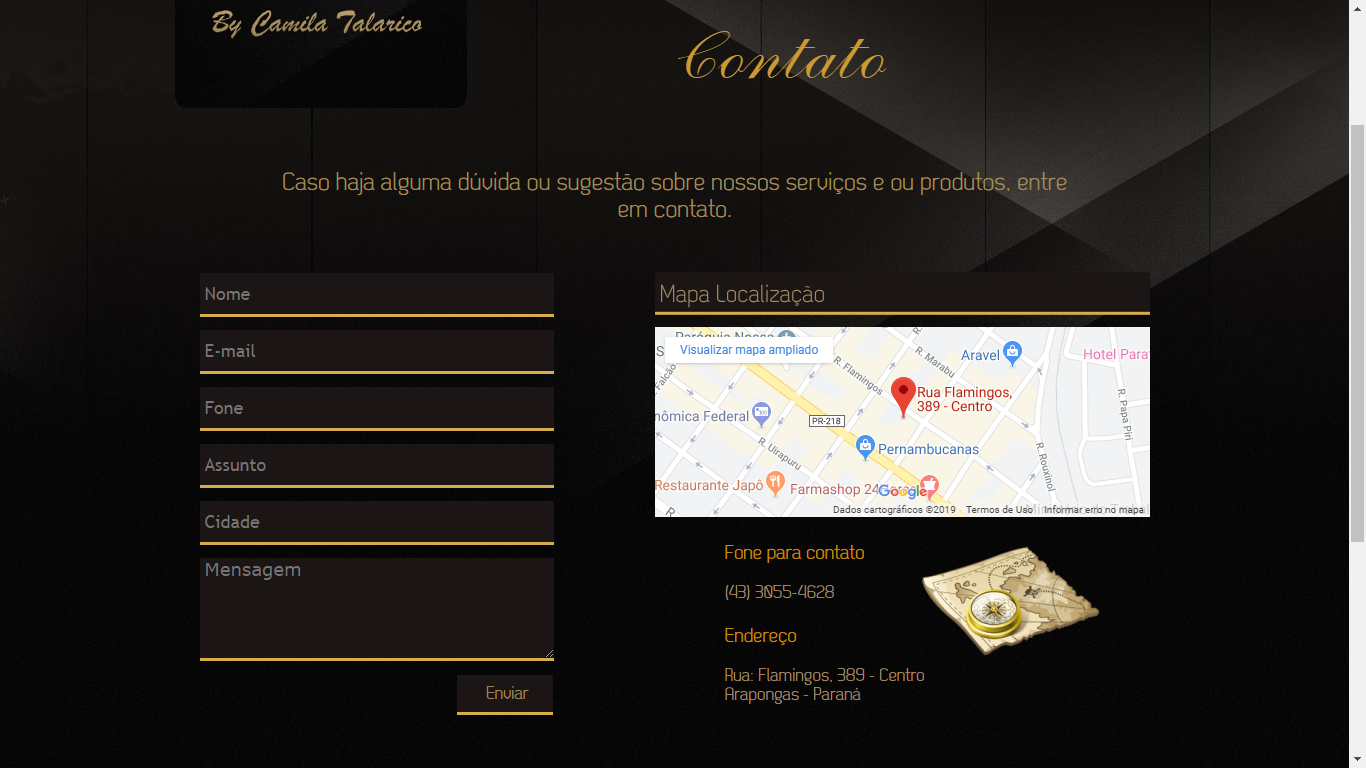 By Camila Talarico
Contato
Caso haja alguma dúvida ou sugestão sobre nossos serviços e ou produtos, entre
em contato.
Nome
E-mail
Fone
Assunto
Cidade
Mensagem
Enviar
Mapa Localização
Visualizar mapa ampliado
Aravel
Hotel Para
R. Marabu
R. Flamingos
Falcão
Rua Flamingos,
389 - Centro
R. Papa Piri
nômica Federal
PR-218
Pernambucanas
R. Uirapuru
R. Rouxinol
Restaurante Japô
Farmashop 24
Google
R.
Dados cartográficos ©2019 Termos de Uso Informar erro no mapa
Fone para contato
(43) 3055-4628
Endereço
Rua: Flamingos, 389 - Centro
Arapongas - Paraná